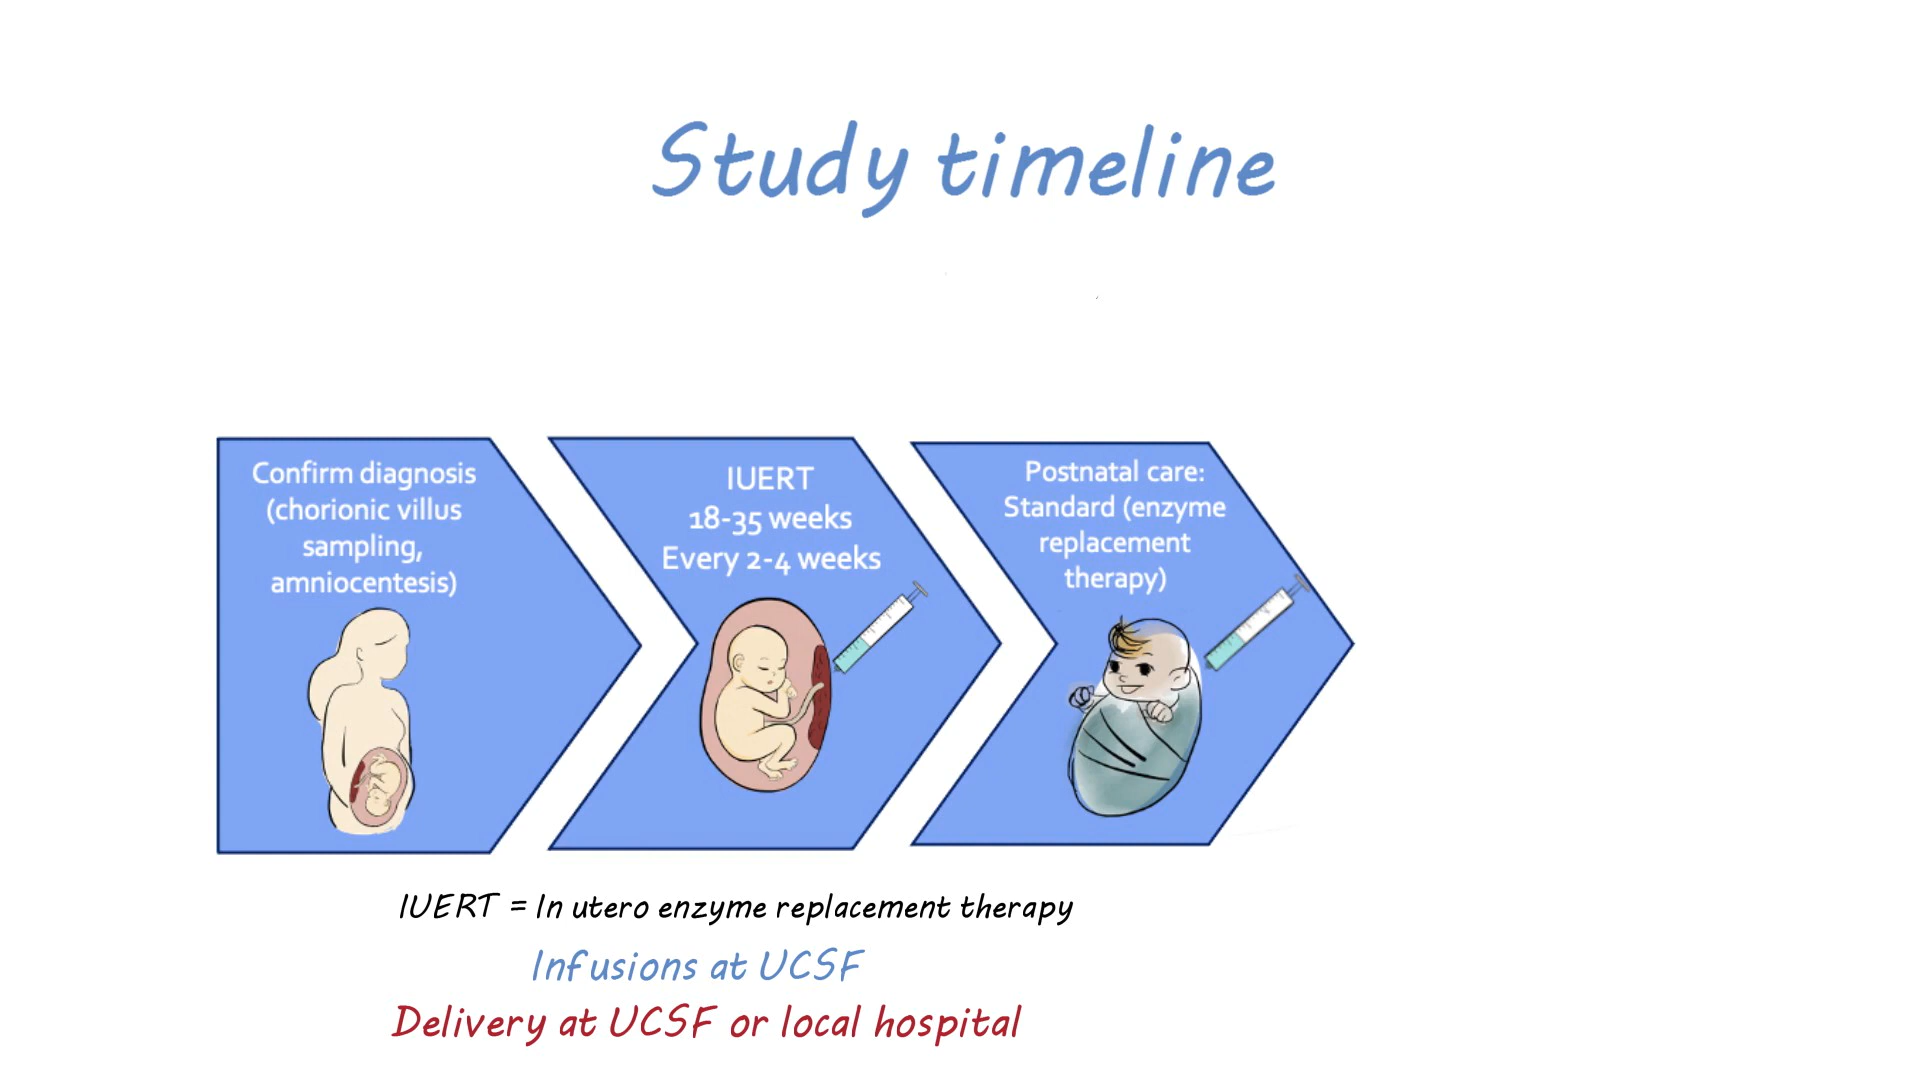 Study timeline
Confirm diagnosis
(chorionic villus
sampling,
amniocentesis)
IUERT
18-35 weeks
Every 2-4 weeks
Postnatal care:
Standard (enzyme
replacement
therapy)
IUERT = In utero enzyme replacement therapy
Infusions at UCSF
Delivery at UCSF or local hospital